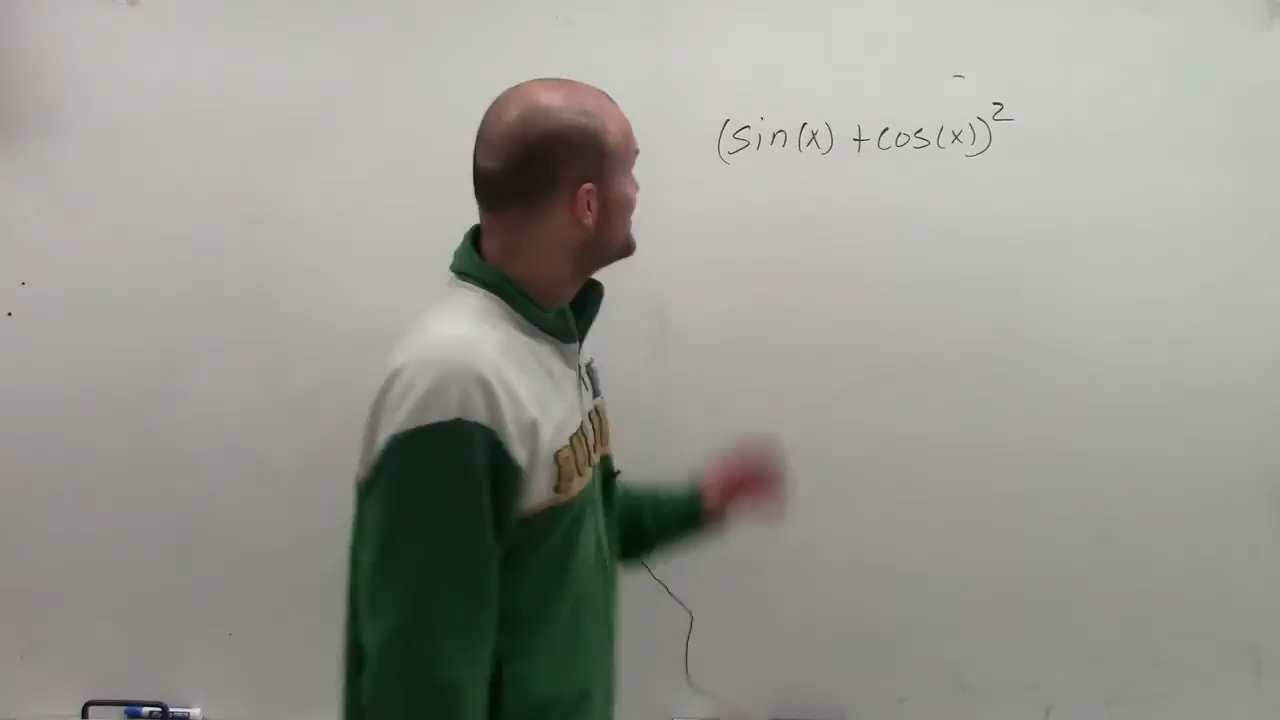 (sin(x) + cos(x))²